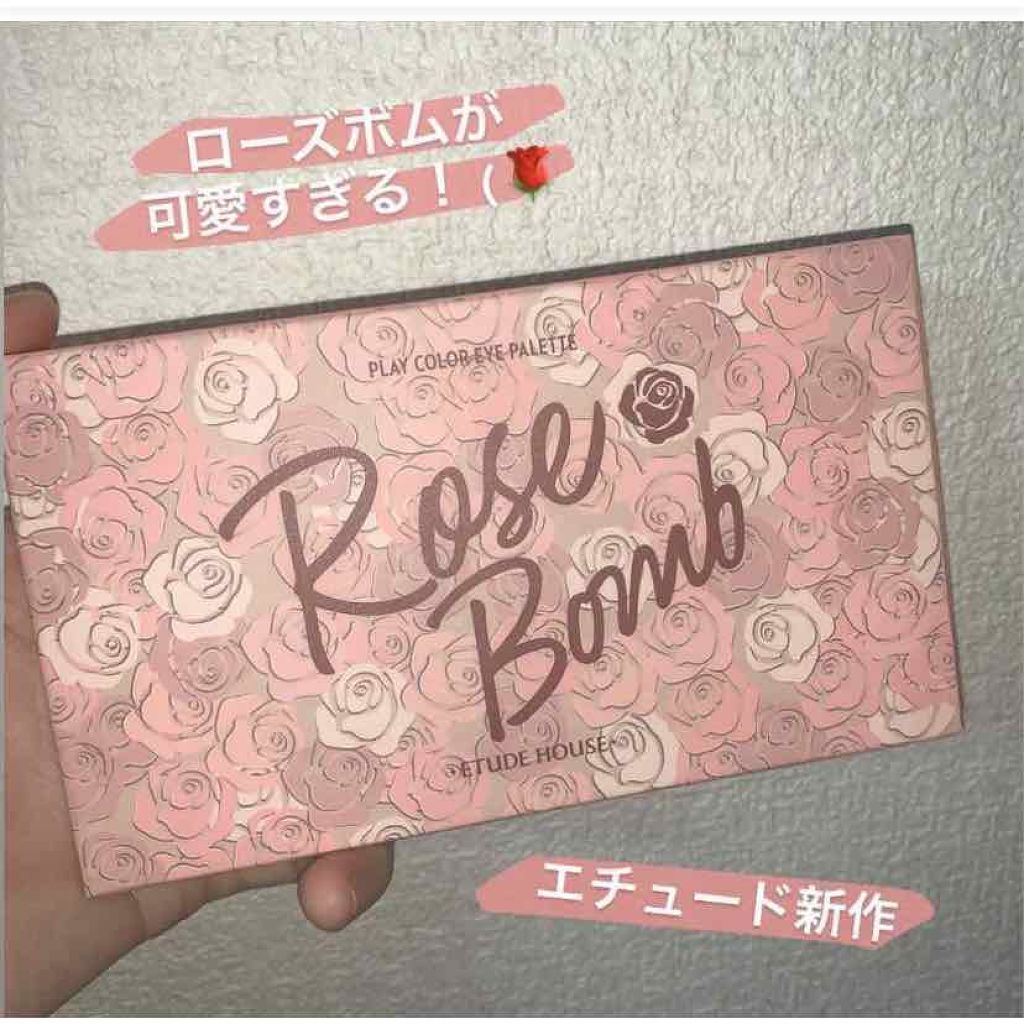 ローズボムが
可愛すぎる！(🌹
PLAY COLOR EYE PALETTE
Rose
Bomb
·ETUDE HOUSE·
エチュード新作